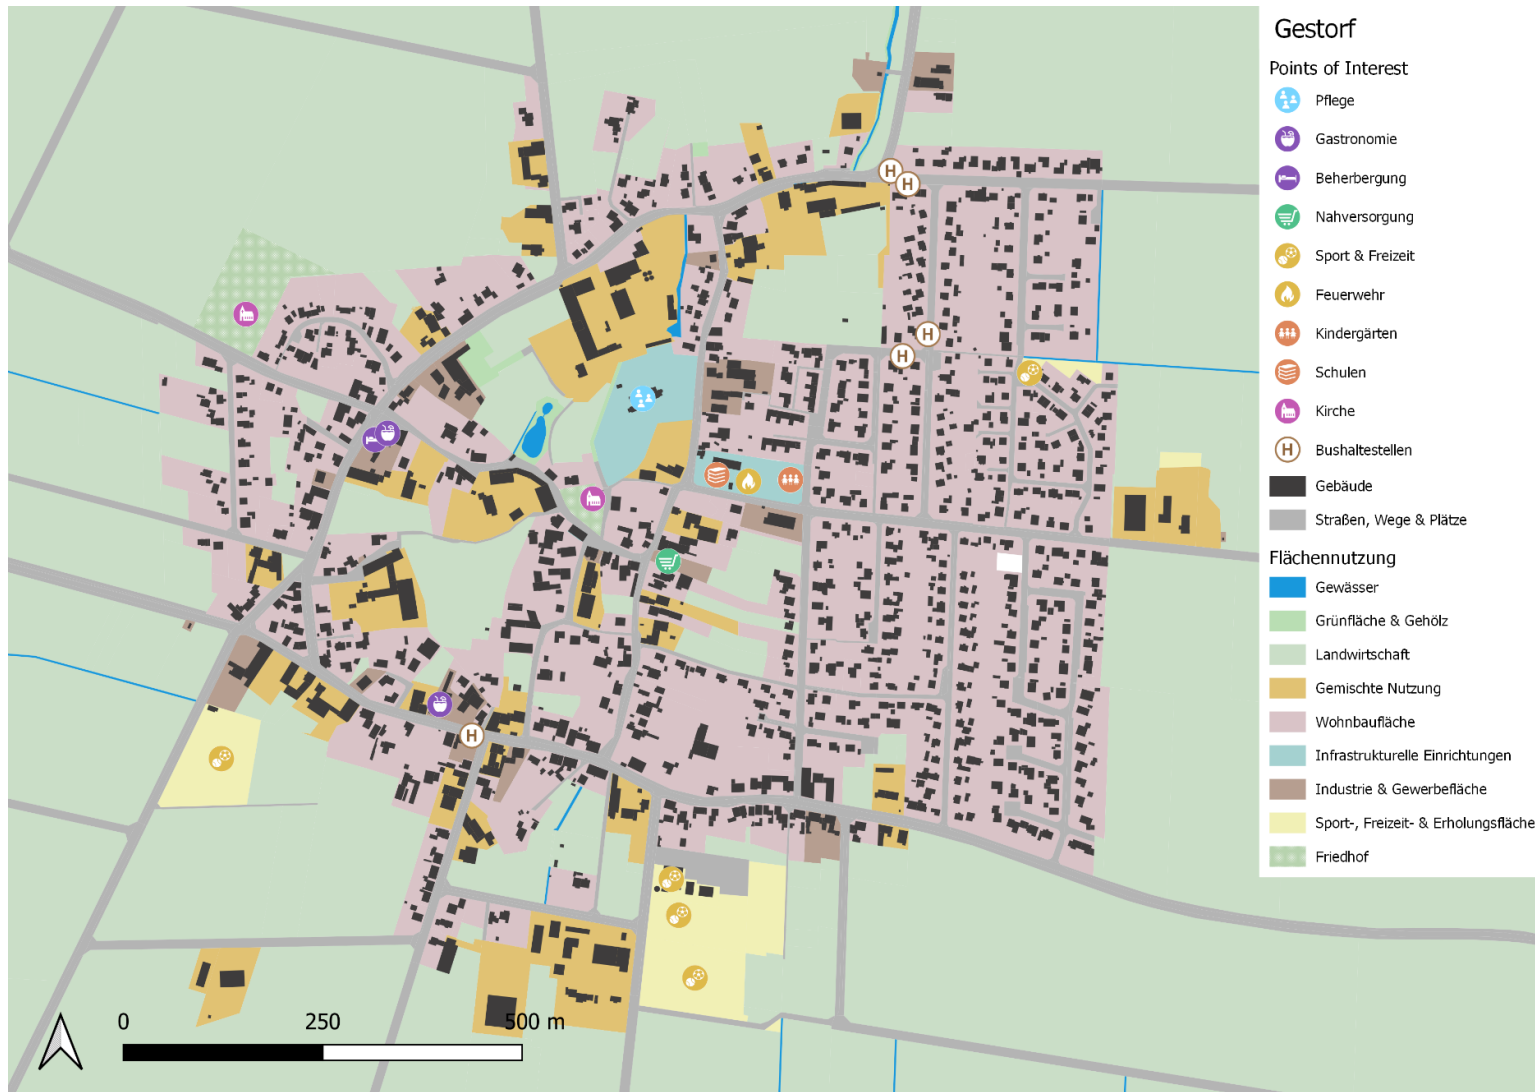 Gestorf
Points of Interest
Pflege
Gastronomie
Beherbergung
Nahversorgung
Sport & Freizeit
Feuerwehr
Kindergärten
Schulen
Kirche
H Bushaltestellen
Gebäude
Straßen, Wege & Plätze
Flächennutzung
Gewässer
Grünfläche & Gehölz
Landwirtschaft
Gemischte Nutzung
Wohnbaufläche
Infrastrukturelle Einrichtungen
Industrie & Gewerbefläche
Sport-, Freizeit- & Erholungsfläche
Friedhof
H
H
H
H
H
0 250 500 m